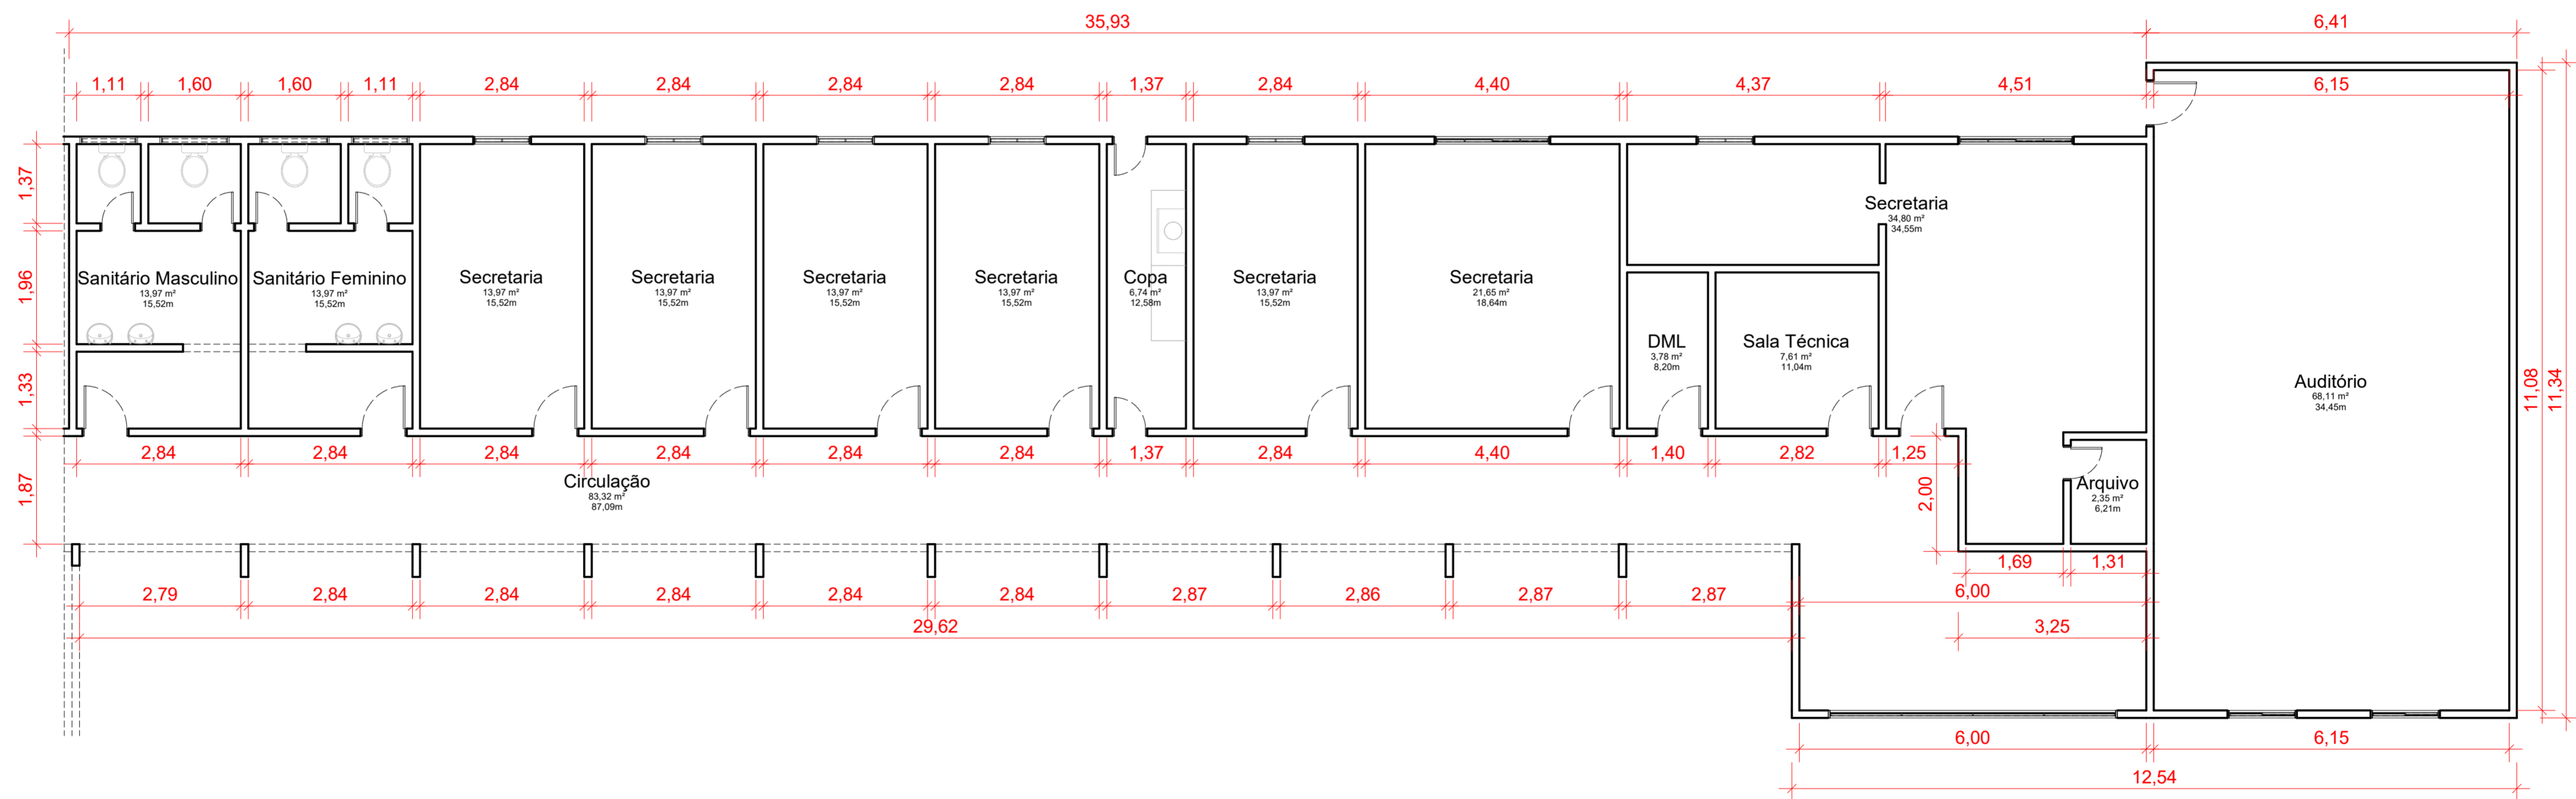 35,93
6,41
1,11
1,60
1,60
1,11
2,84
2,84
2,84
2,84
1,37
2,84
4,40
4,37
4,51
6,15
1,37
1,96
1,33
1,87
Secretaria
34,80 m²
34,55m
Sanitário Masculino
13,97 m²
15,52m
Sanitário Feminino
13,97 m²
15,52m
Secretaria
13,97 m²
15,52m
Secretaria
13,97 m²
15,52m
Secretaria
13,97 m²
15,52m
Secretaria
13,97 m²
15,52m
Copa
6,74 m²
12,58m
Secretaria
13,97 m²
15,52m
Secretaria
21,65 m²
18,64m
DML
3,78 m²
8,20m
Sala Técnica
7,61 m²
11,04m
Auditório
68,11 m²
34,45m
11,08
11,34
2,84
2,84
2,84
2,84
2,84
2,84
1,37
2,84
4,40
1,40
2,82
1,25
Circulação
83,32 m²
87,09m
2,00
Arquivo
2,35 m²
6,21m
1,69
1,31
2,79
2,84
2,84
2,84
2,84
2,84
2,87
2,86
2,87
2,87
6,00
29,62
3,25
6,00
6,15
12,54